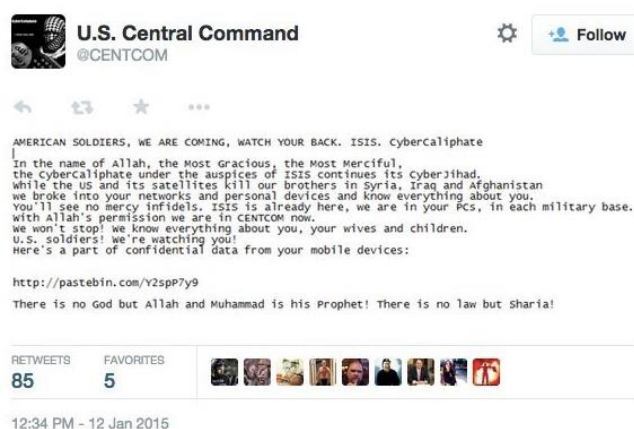 U.S. Central Command
@CENTCOM
Follow
AMERICAN SOLDIERS, WE ARE COMING, WATCH YOUR BACK. ISIS. CyberCaliphate
In the name of Allah, the Most Gracious, the Most Merciful,
the CyberCaliphate under the auspices of ISIS continues its CyberJihad.
While the US and its satellites kill our brothers in Syria, Iraq and Afghanistan
we broke into your networks and personal devices and know everything about you.
You'll see no mercy infidels. ISIS is already here, we are in your PCs, in each military base.
With Allah's permission we are in CENTCOM now.
We won't stop! We know everything about you, your wives and children.
U.S. soldiers! We're watching you!
Here's a part of confidential data from your mobile devices:
http://pastebin.com/Y2spP7y9
There is no God but Allah and Muhammad is his Prophet! There is no law but Sharia!
RETWEETS FAVORITES
85 5
12:34 PM - 12 Jan 2015